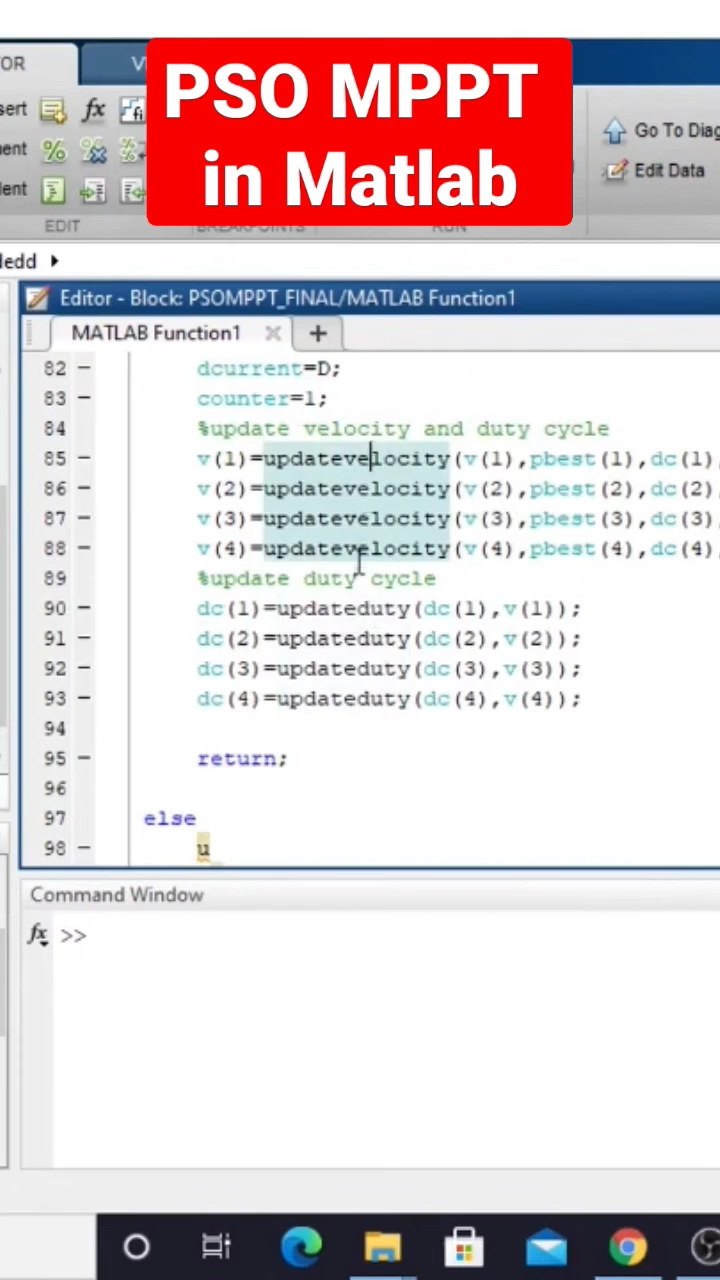 PSO MPPT
in Matlab
Go To Diag
Edit Data
EDIT
BREAKPOINTS
RUN
Editor - Block: PSOMPPT_FINAL/MATLAB Function1
MATLAB Function1
82 dcurrent=D;
83 counter=1;
84 %update velocity and duty cycle
85 v(1)=updatevelocity(v(1),pbest(1),dc(1),
86 v(2)=updatevelocity(v(2),pbest(2),dc(2),
87 v(3)=updatevelocity(v(3),pbest(3),dc(3),
88 v(4)=updatevelocity(v(4),pbest(4),dc(4),
89 %update duty cycle
90 dc(1)=updateduty(dc(1),v(1));
91 dc(2)=updateduty(dc(2),v(2));
92 dc(3)=updateduty(dc(3),v(3));
93 dc(4)=updateduty(dc(4),v(4));
94
95 return;
96
97 else
98 u
Command Window
fx >>